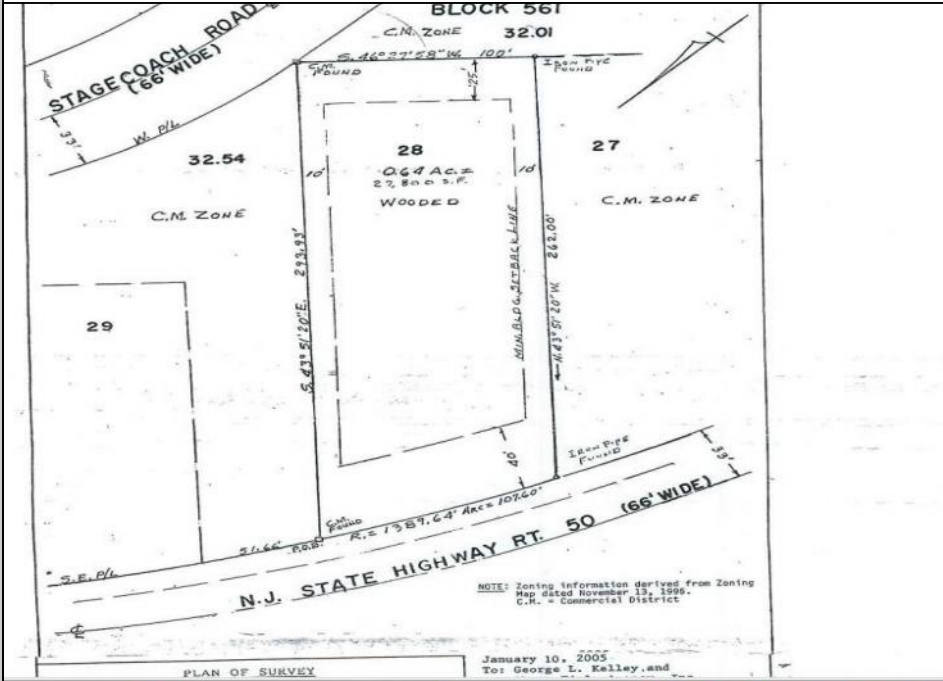 BLOCK 561
STAGECOACH ROAD
(66' WIDE)
C.M. ZONE 32.01
S. 46° 27' 58" W. 100'
C.M. FOUND
IRON PIPE
FOUND
25'
33'
W. P/L
32.54
C.M. ZONE
10'
28
0.64 AC.±
27,800 S.F.
WOODED
10'
27
C.M. ZONE
S. 43° 51' 20" E. 293.93'
MIN. BLDG. SETBACK LINE
N. 43° 51' 20" W. 262.00'
29
40'
IRON PIPE
FOUND
33'
C.M.
FOUND
S.E. P/L
51.66'
P.O.B.
R.= 1389.64' ARC = 107.60'
N.J. STATE HIGHWAY RT. 50 (66' WIDE)
NOTE: Zoning information derived from Zoning
Map dated November 13, 1996.
C.M. = Commercial District
PLAN OF SURVEY
January 10, 2005
To: George L. Kelley, and